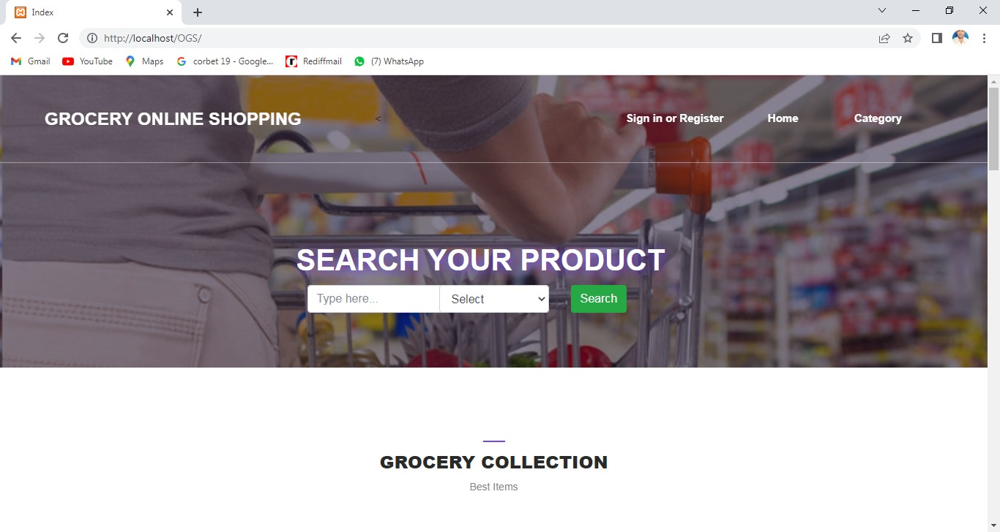 Index
http://localhost/OGS/
Gmail YouTube Maps corbet 19 - Google... Rediffmail (7) WhatsApp
GROCERY ONLINE SHOPPING < Sign in or Register Home Category
SEARCH YOUR PRODUCT
Type here... Select Search
GROCERY COLLECTION
Best Items